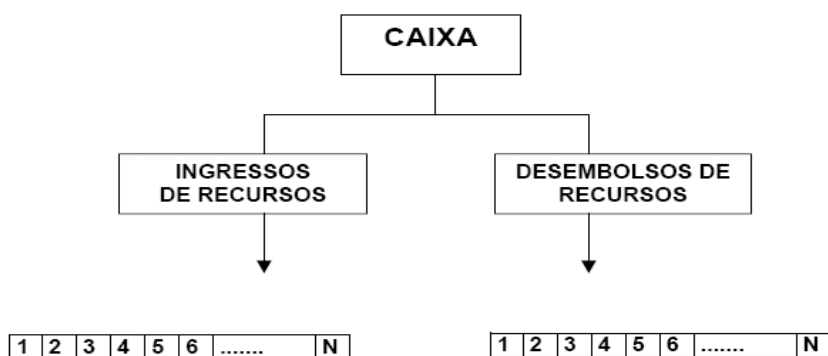 CAIXA
INGRESSOS
DE RECURSOS
DESEMBOLSOS DE
RECURSOS
1 2 3 4 5 6 ....... N
1 2 3 4 5 6 ....... N